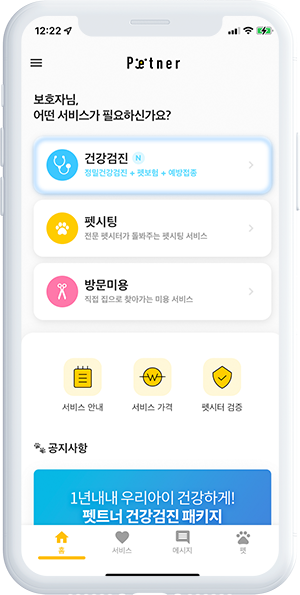 12:22
Petner
보호자님,
어떤 서비스가 필요하신가요?
건강검진 N
정밀건강검진 + 펫보험 + 예방접종
펫시팅
전문 펫시터가 돌봐주는 펫시팅 서비스
방문미용
직접 집으로 찾아가는 미용 서비스
서비스 안내 서비스 가격 펫시터 검증
공지사항
1년내내 우리아이 건강하게!
펫트너 건강검진 패키지
홈 서비스 메시지 펫